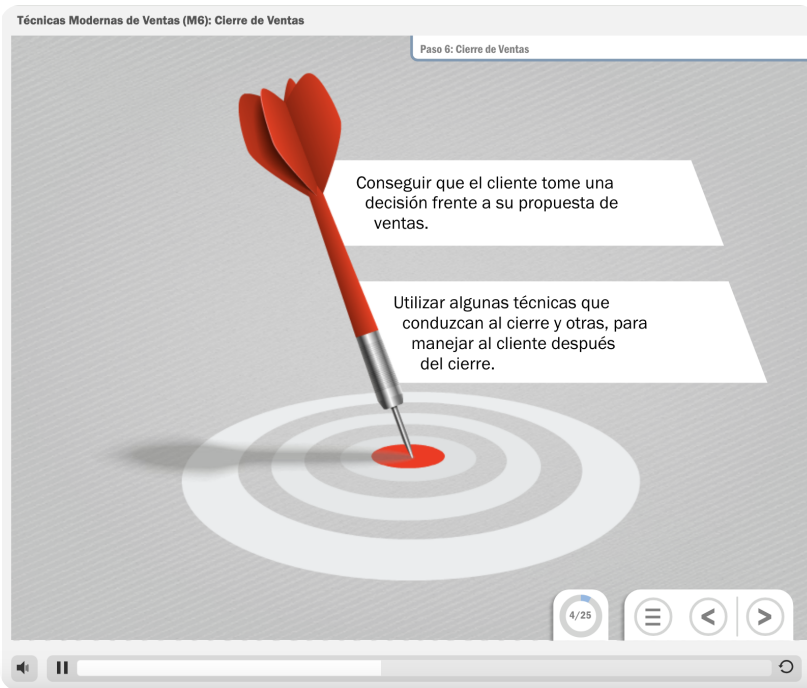 Técnicas Modernas de Ventas (M6): Cierre de Ventas
Paso 6: Cierre de Ventas
Conseguir que el cliente tome una
decisión frente a su propuesta de
ventas.
Utilizar algunas técnicas que
conduzcan al cierre y otras, para
manejar al cliente después
del cierre.
4/25